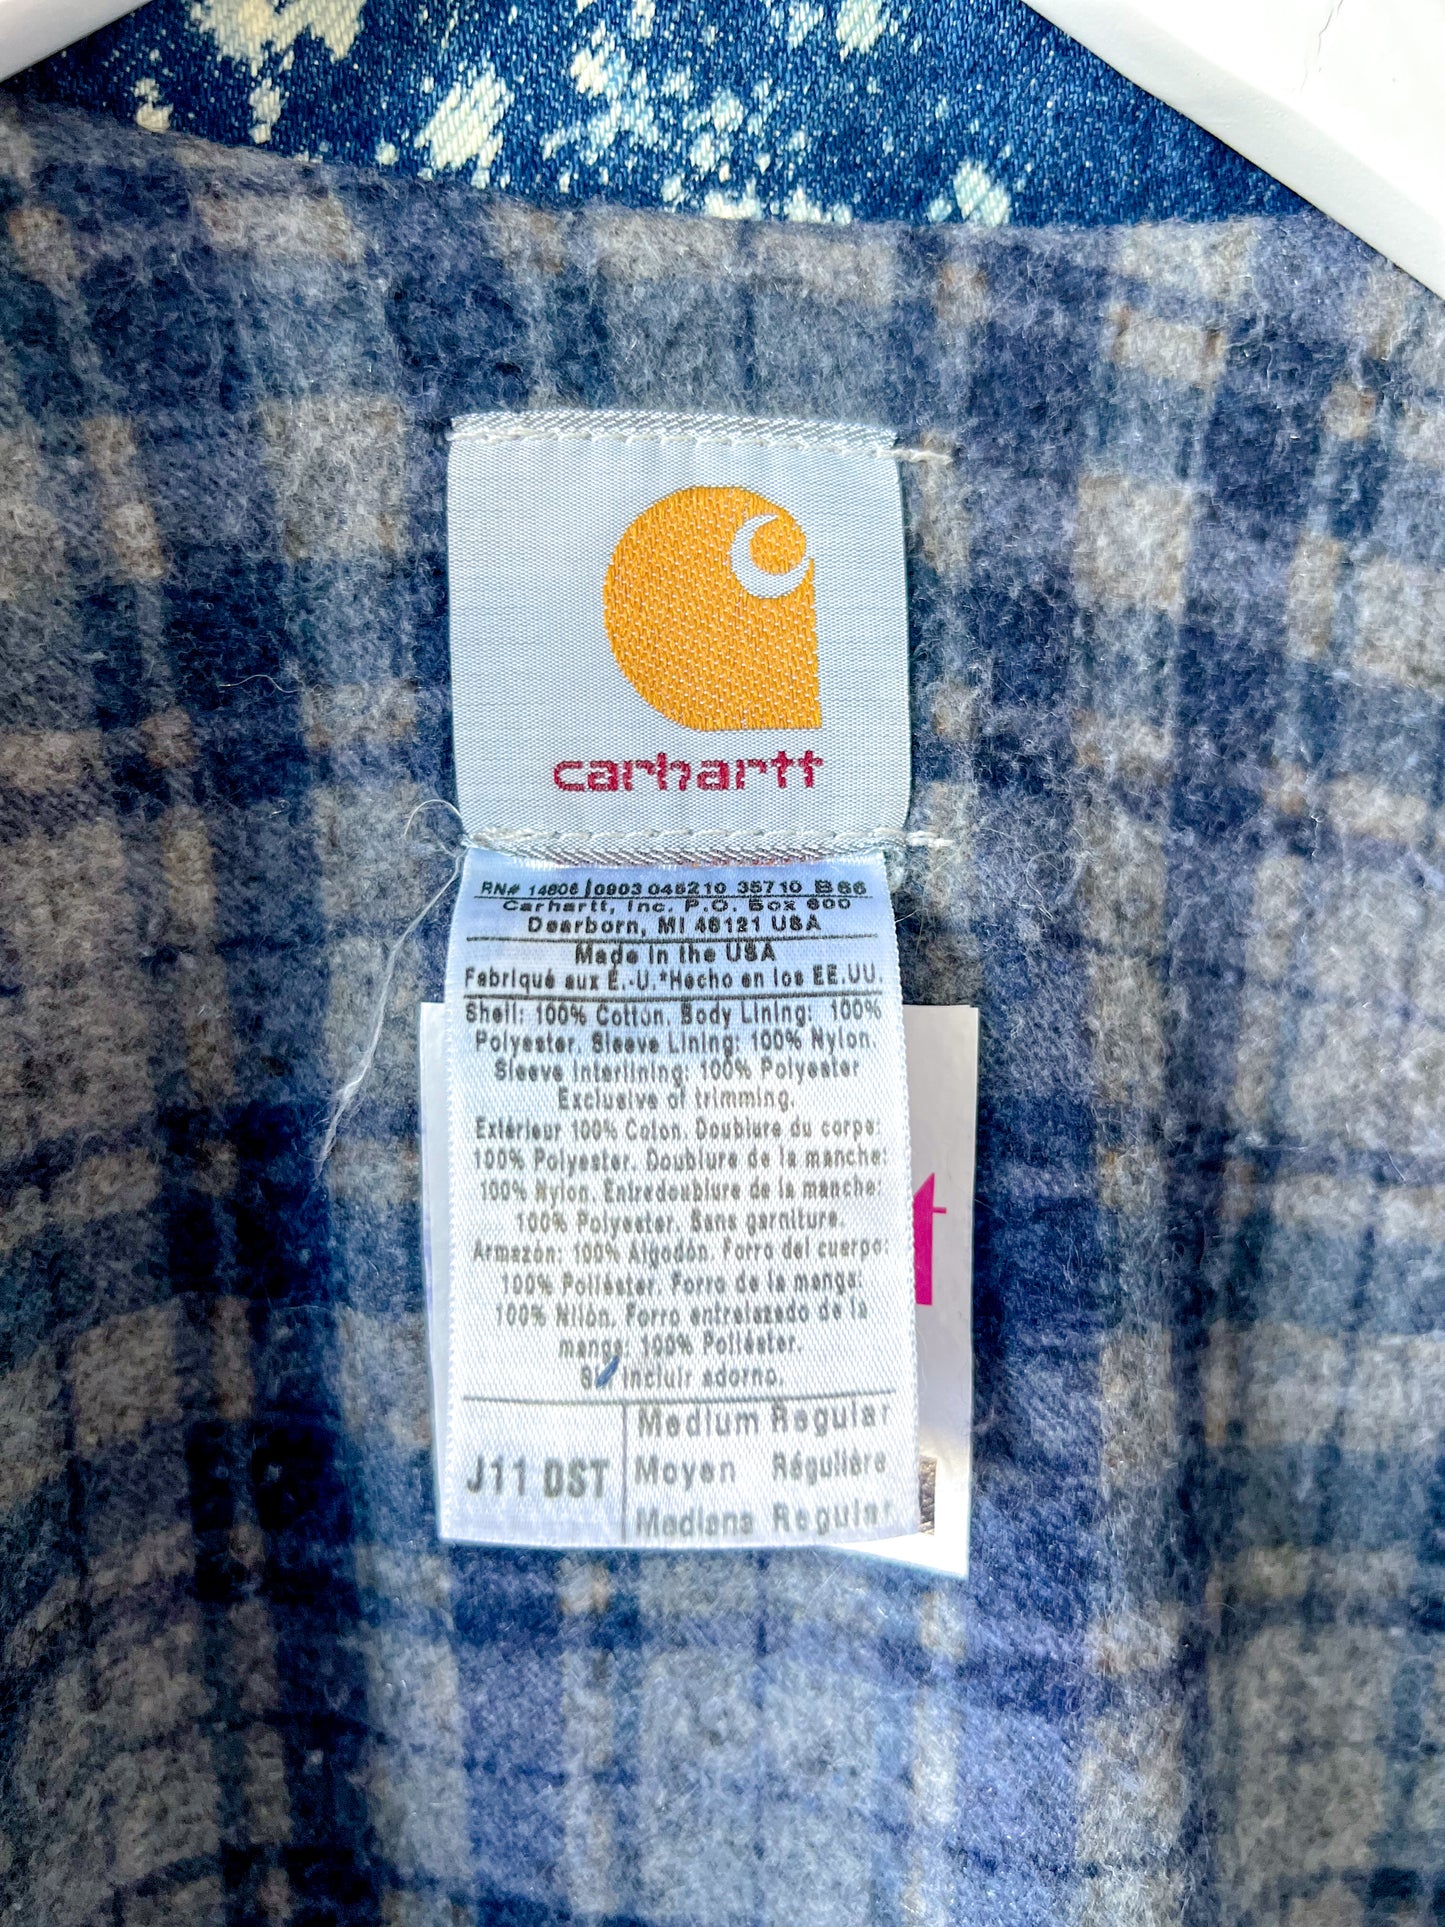 carhartt
RN# 14806 0903 045210 35710 B66
Carhartt, Inc. P.O. Box 600
Dearborn, MI 48121 USA
Made in the USA
Fabriqué aux E.-U.*Hecho en los EE.UU.
Shell: 100% Cotton. Body Lining: 100%
Polyester. Sleeve Lining: 100% Nylon.
Sleeve Interlining: 100% Polyester
Exclusive of trimming.
Extérieur 100% Coton. Doublure du corps:
100% Polyester. Doublure de la manche:
100% Nylon. Entredoublure de la manche:
100% Polyester. Sans garniture.
Armazón: 100% Algodón. Forro del cuerpo:
100% Poliéster. Forro de la manga:
100% Nilón. Forro entrelazado de la
manga: 100% Poliéster.
Sin incluir adorno.
J11 DST
Medium Regular
Moyen Régulière
Mediana Regular
t